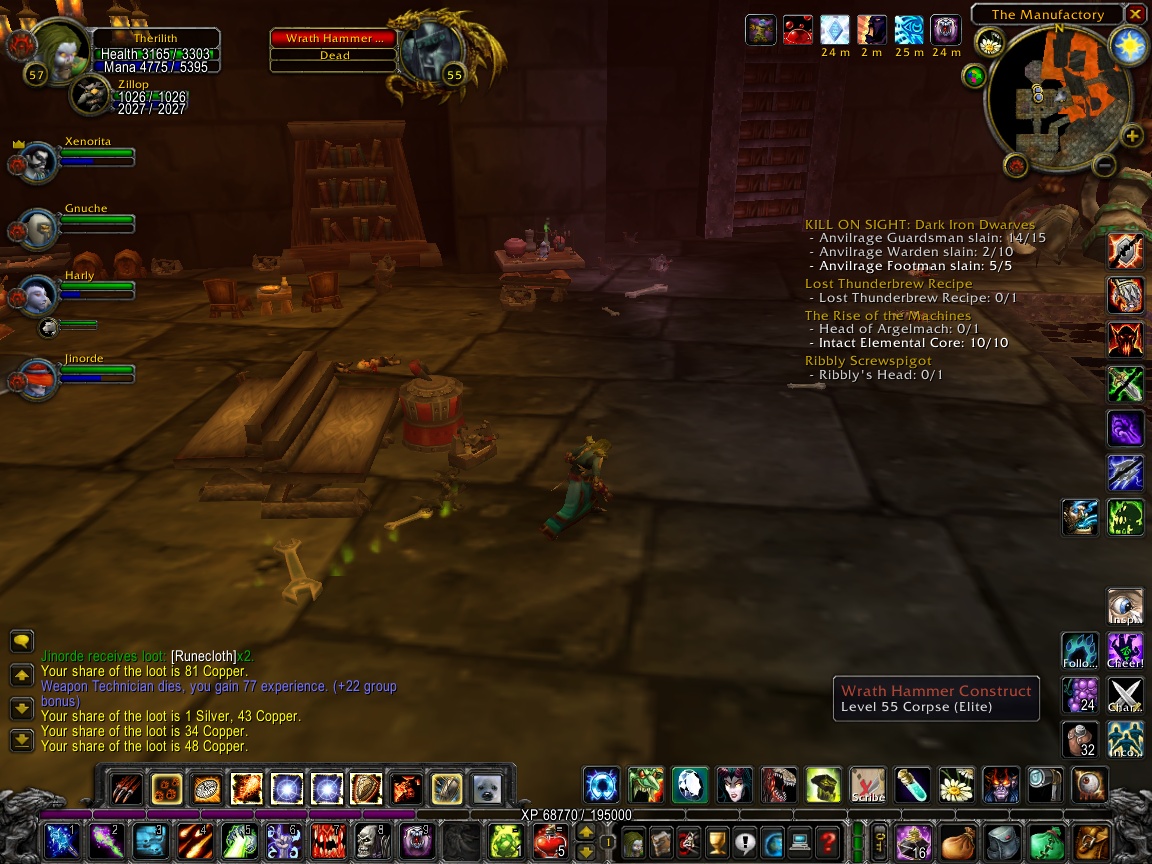 Therilith
Health 3165 / 3303
Mana 4775 / 5395
57
Zillop
1026 / 1026
2027 / 2027
Wrath Hammer ...
Dead
55
24 m
2 m
25 m
24 m
The Manufactory
N
Xenorita
Gnuche
Harly
Jinorde
KILL ON SIGHT: Dark Iron Dwarves
- Anvilrage Guardsman slain: 14/15
- Anvilrage Warden slain: 2/10
- Anvilrage Footman slain: 5/5
Lost Thunderbrew Recipe
- Lost Thunderbrew Recipe: 0/1
The Rise of the Machines
- Head of Argelmach: 0/1
- Intact Elemental Core: 10/10
Ribbly Screwspigot
- Ribbly's Head: 0/1
Jinorde receives loot: [Runecloth]x2.
Your share of the loot is 81 Copper.
Weapon Technician dies, you gain 77 experience. (+22 group
bonus)
Your share of the loot is 1 Silver, 43 Copper.
Your share of the loot is 34 Copper.
Your share of the loot is 48 Copper.
Wrath Hammer Construct
Level 55 Corpse (Elite)
Insp...
Follo...
Cheer!
24
Char...
32
Inco...
Scribe
XP 68770 / 195000
1
2
3
4
5
6
7
8
9
=
5
1
16